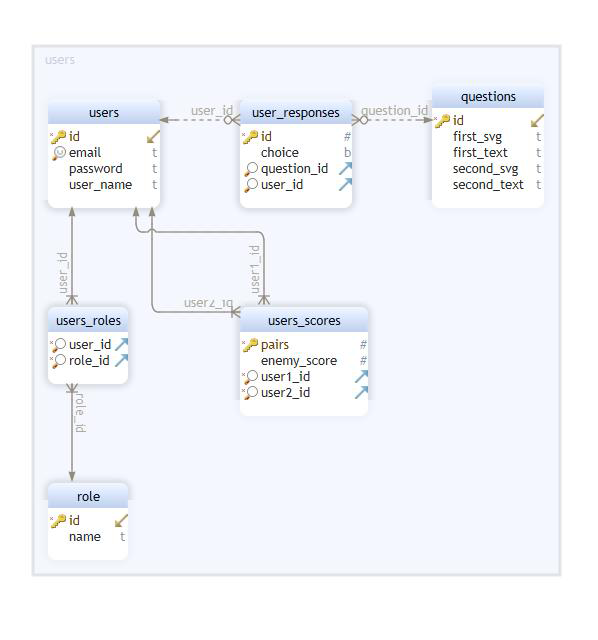 users
users
id
email t
password t
user_name t
user_id
user_responses
id #
choice b
question_id
user_id
question_id
questions
id
first_svg t
first_text t
second_svg t
second_text t
user_id
user1_id
user2_id
users_roles
user_id
role_id
users_scores
pairs #
enemy_score #
user1_id
user2_id
role_id
role
id
name t